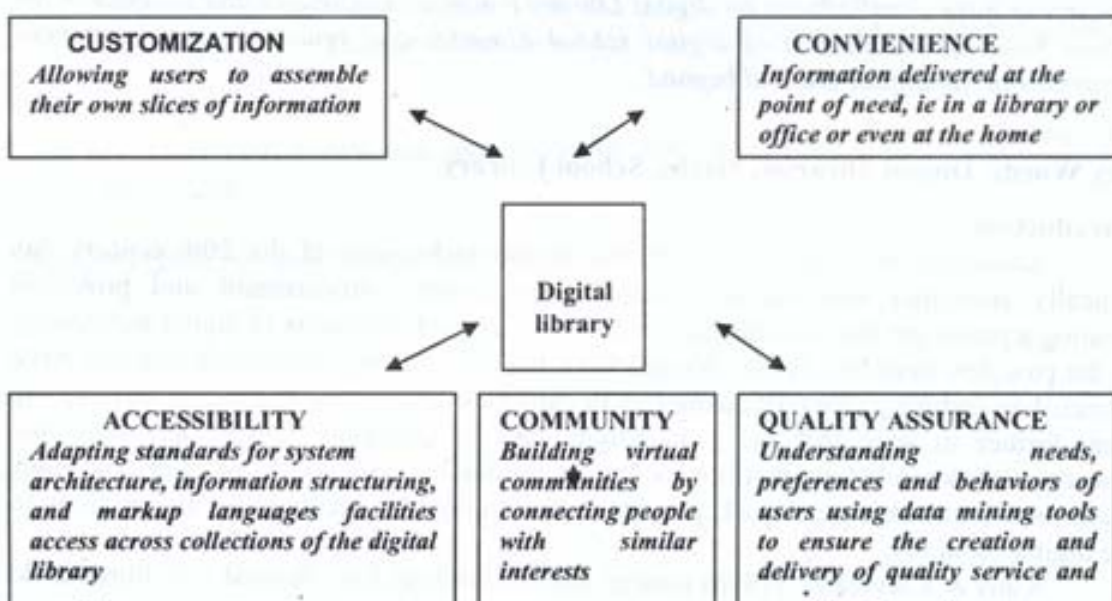 CUSTOMIZATION
Allowing users to assemble
their own slices of information
CONVIENIENCE
Information delivered at the
point of need, ie in a library or
office or even at the home
Digital
library
ACCESSIBILITY
Adapting standards for system
architecture, information structuring,
and markup languages facilities
access across collections of the digital
library
COMMUNITY
Building virtual
communities by
connecting people
with similar
interests
QUALITY ASSURANCE
Understanding needs,
preferences and behaviors of
users using data mining tools
to ensure the creation and
delivery of quality service and